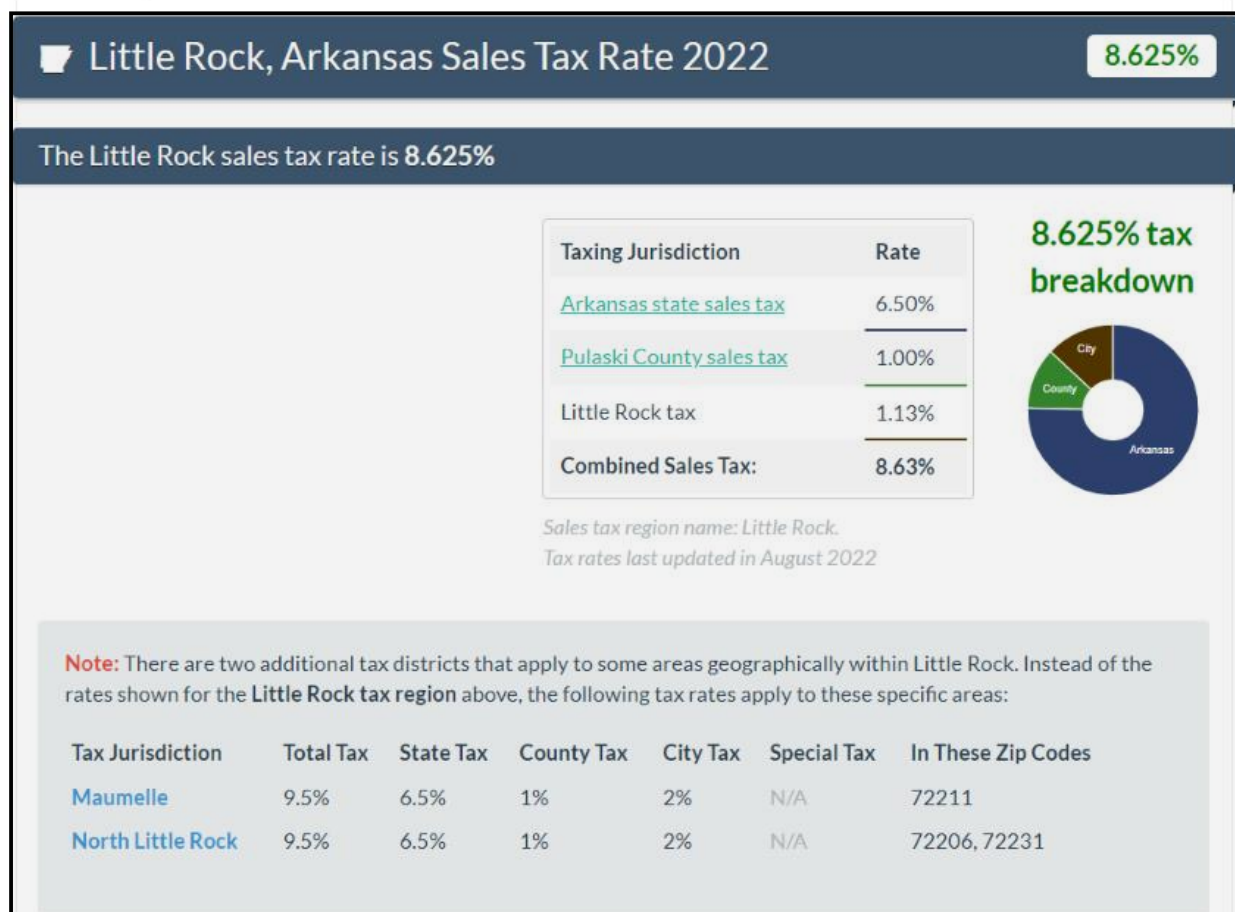 Little Rock, Arkansas Sales Tax Rate 2022 8.625%
The Little Rock sales tax rate is 8.625%
Taxing Jurisdiction Rate
Arkansas state sales tax 6.50%
Pulaski County sales tax 1.00%
Little Rock tax 1.13%
Combined Sales Tax: 8.63%
Sales tax region name: Little Rock.
Tax rates last updated in August 2022
8.625% tax
breakdown
City
County
Arkansas
Note: There are two additional tax districts that apply to some areas geographically within Little Rock. Instead of the
rates shown for the Little Rock tax region above, the following tax rates apply to these specific areas:
Tax Jurisdiction Total Tax State Tax County Tax City Tax Special Tax In These Zip Codes
Maumelle 9.5% 6.5% 1% 2% N/A 72211
North Little Rock 9.5% 6.5% 1% 2% N/A 72206, 72231